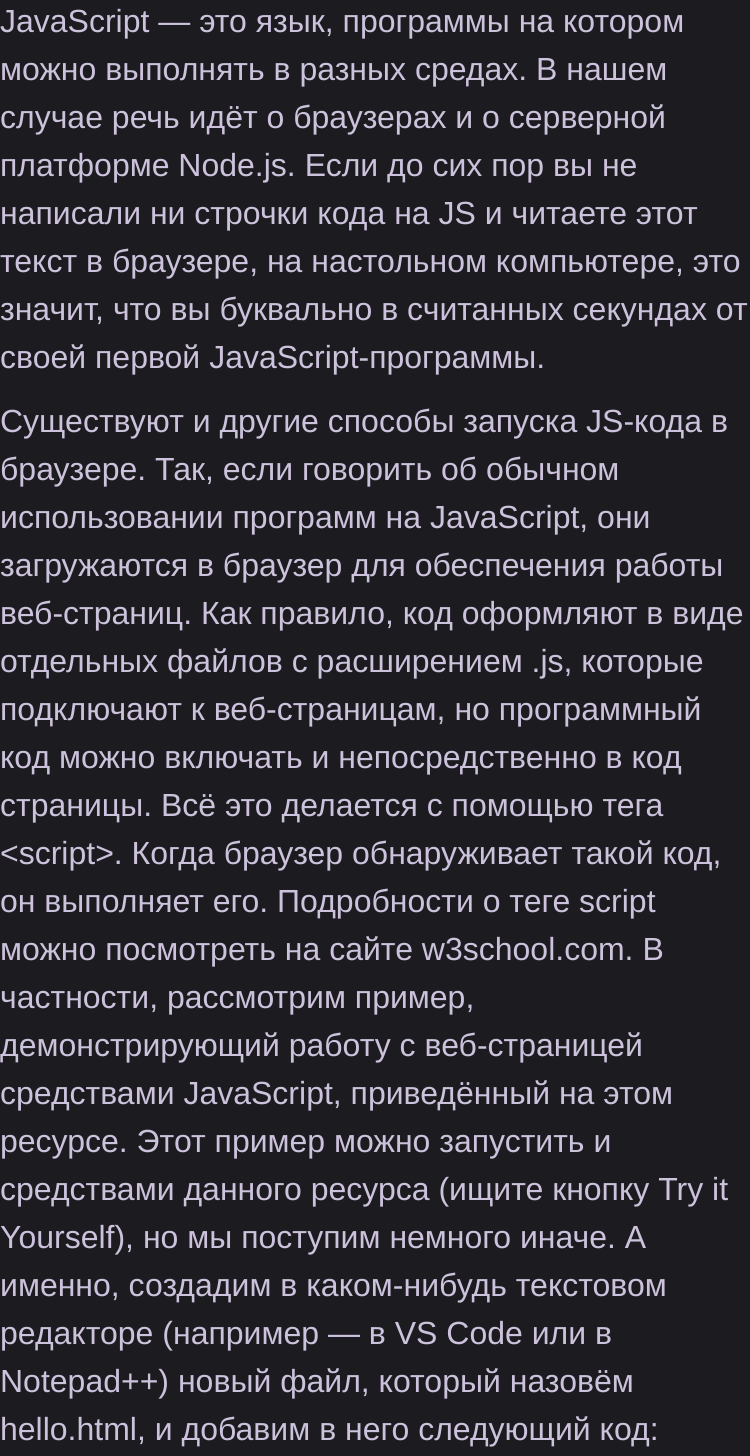 JavaScript — это язык, программы на котором
можно выполнять в разных средах. В нашем
случае речь идёт о браузерах и о серверной
платформе Node.js. Если до сих пор вы не
написали ни строчки кода на JS и читаете этот
текст в браузере, на настольном компьютере, это
значит, что вы буквально в считанных секундах от
своей первой JavaScript-программы.
Существуют и другие способы запуска JS-кода в
браузере. Так, если говорить об обычном
использовании программ на JavaScript, они
загружаются в браузер для обеспечения работы
веб-страниц. Как правило, код оформляют в виде
отдельных файлов с расширением .js, которые
подключают к веб-страницам, но программный
код можно включать и непосредственно в код
страницы. Всё это делается с помощью тега
<script>. Когда браузер обнаруживает такой код,
он выполняет его. Подробности о теге script
можно посмотреть на сайте w3school.com. В
частности, рассмотрим пример,
демонстрирующий работу с веб-страницей
средствами JavaScript, приведённый на этом
ресурсе. Этот пример можно запустить и
средствами данного ресурса (ищите кнопку Try it
Yourself), но мы поступим немного иначе. А
именно, создадим в каком-нибудь текстовом
редакторе (например — в VS Code или в
Notepad++) новый файл, который назовём
hello.html, и добавим в него следующий код: